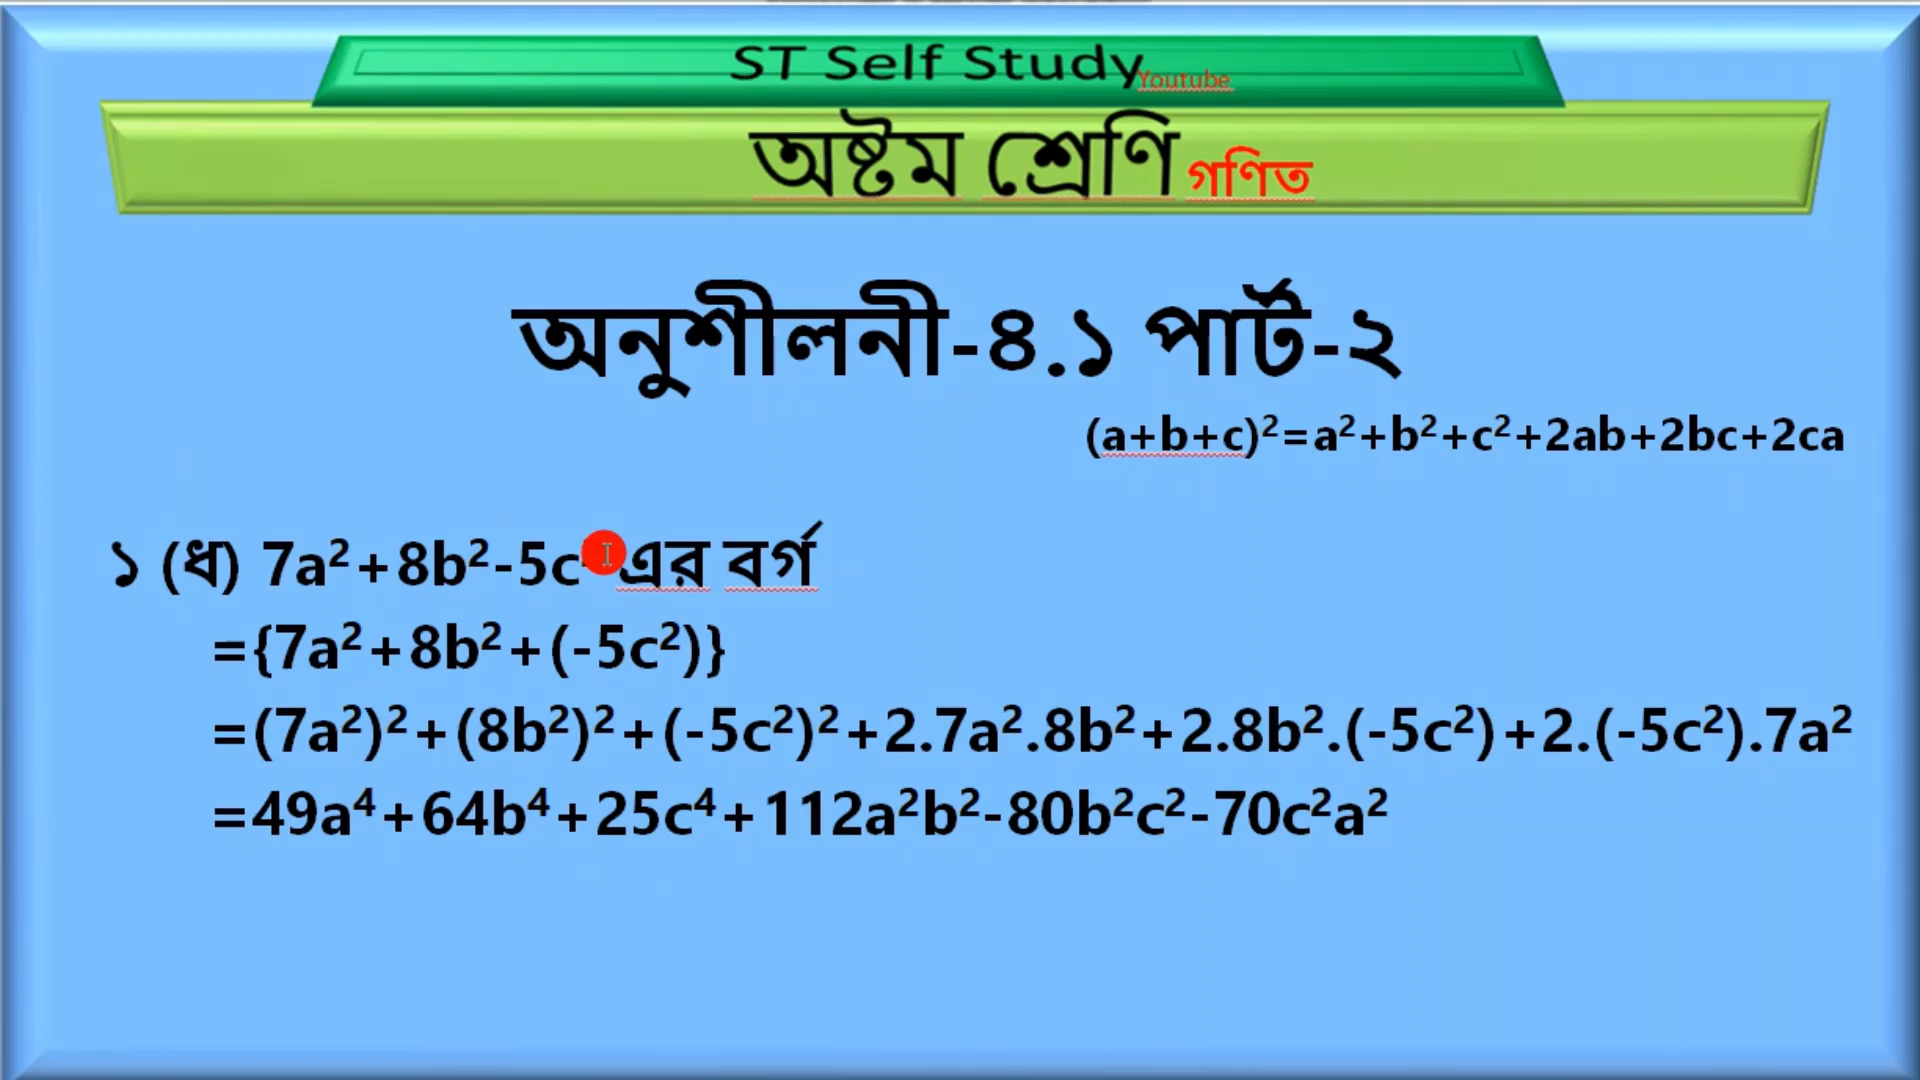 ST Self Study Youtube
অষ্টম শ্রেণি গণিত
অনুশীলনী-৪.১ পার্ট-২
(a+b+c)²=a²+b²+c²+2ab+2bc+2ca
১ (ধ) 7a²+8b²-5c এর বর্গ
={7a²+8b²+(-5c²)}
=(7a²)²+(8b²)²+(-5c²)²+2.7a².8b²+2.8b².(-5c²)+2.(-5c²).7a²
=49a⁴+64b⁴+25c⁴+112a²b²-80b²c²-70c²a²